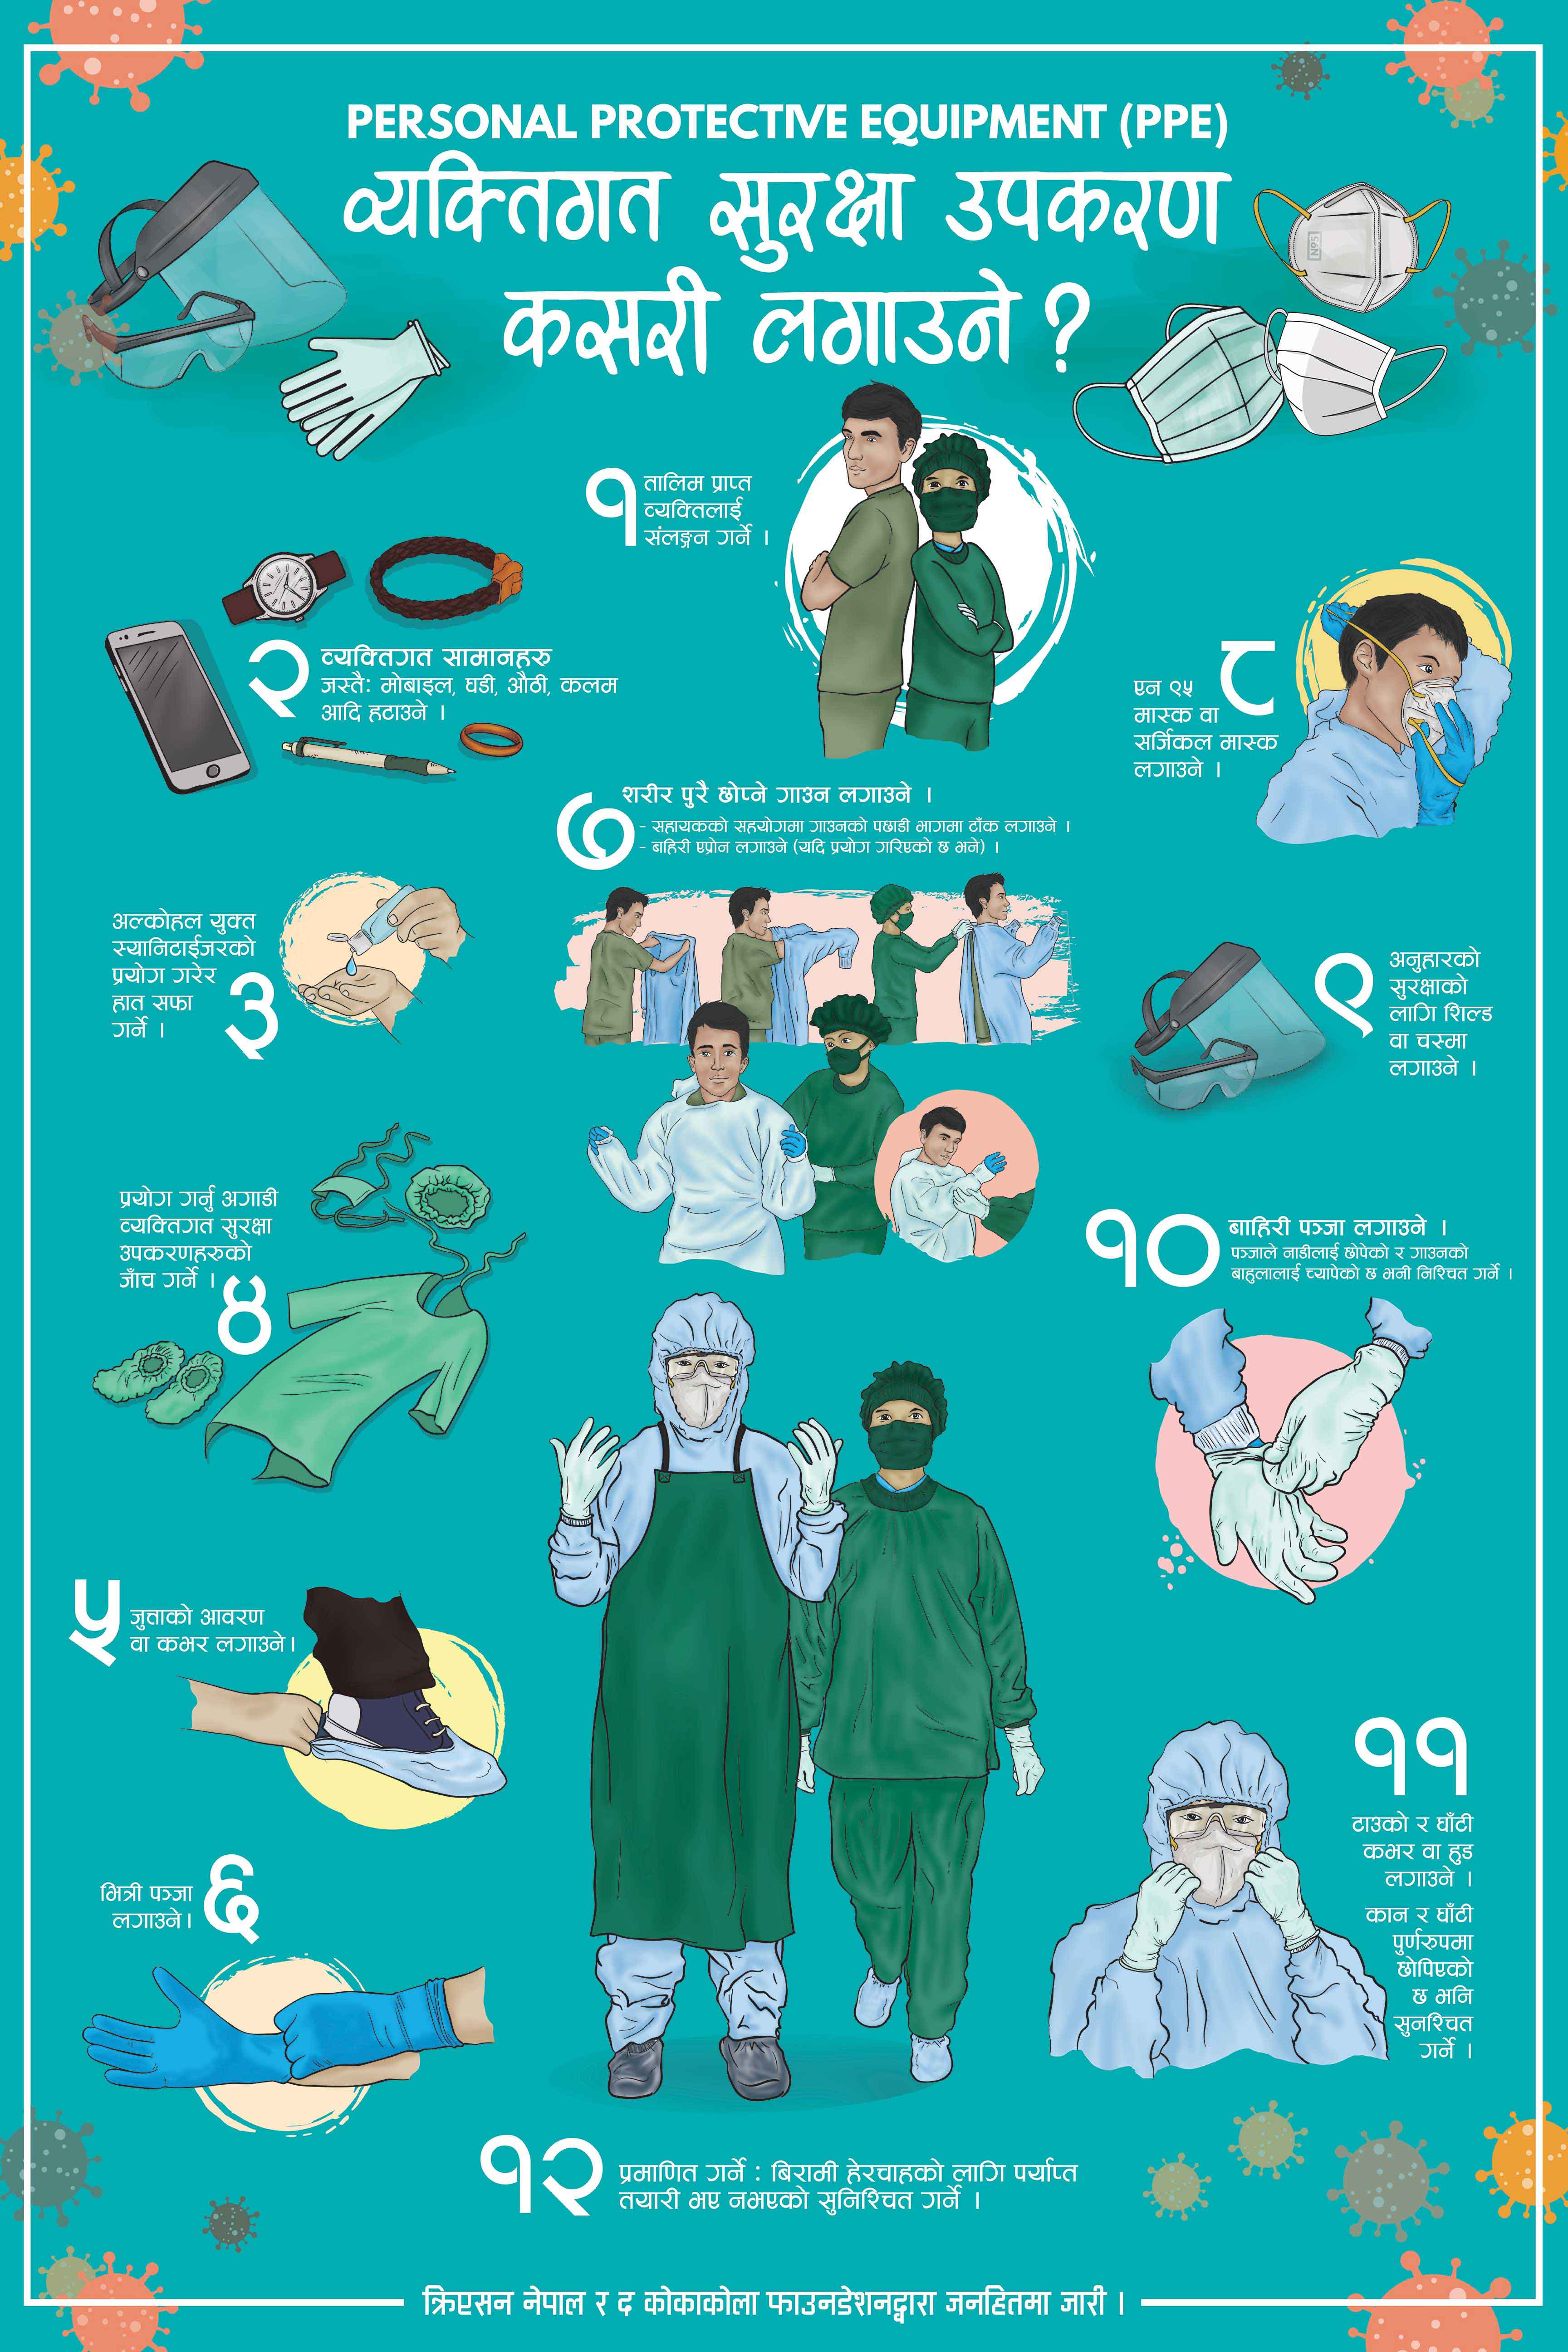 PERSONAL PROTECTIVE EQUIPMENT (PPE)
व्यक्तिगत सुरक्षा उपकरण
कसरी लगाउने ?
N95
१
तालिम प्राप्त
व्यक्तिलाई
संलङ्गन गर्ने ।
२
व्यक्तिगत सामानहरु
जस्तै: मोबाइल, घडी, औठी, कलम
आदि हटाउने ।
३
अल्कोहल युक्त
स्यानिटाईजरको
प्रयोग गरेर
हात सफा
गर्ने ।
४
प्रयोग गर्नु अगाडी
व्यक्तिगत सुरक्षा
उपकरणहरुको
जाँच गर्ने ।
५
जुत्ताको आवरण
वा कभर लगाउने।
६
भित्री पञ्जा
लगाउने।
७
शरीर पुरै छोप्ने गाउन लगाउने ।
- सहायकको सहयोगमा गाउनको पछाडी भागमा टाँक लगाउने ।
- बाहिरी एप्रोन लगाउने (यदि प्रयोग गरिएको छ भने) ।
८
एन ९५
मास्क वा
सर्जिकल मास्क
लगाउने ।
९
अनुहारको
सुरक्षाको
लागि शिल्ड
वा चस्मा
लगाउने ।
१०
बाहिरी पञ्जा लगाउने ।
पञ्जाले नाडीलाई छोपेको र गाउनको
बाहुलालाई च्यापेको छ भनी निश्चित गर्ने ।
११
टाउको र घाँटी
कभर वा हुड
लगाउने ।
कान र घाँटी
पुर्णरुपमा
छोपिएको
छ भनि
सुनश्चित
गर्ने ।
१२
प्रमाणित गर्ने : बिरामी हेरचाहको लागि पर्याप्त
तयारी भए नभएको सुनिश्चित गर्ने ।
क्रिएसन नेपाल र द कोकाकोला फाउनडेशनद्वारा जनहितमा जारी ।